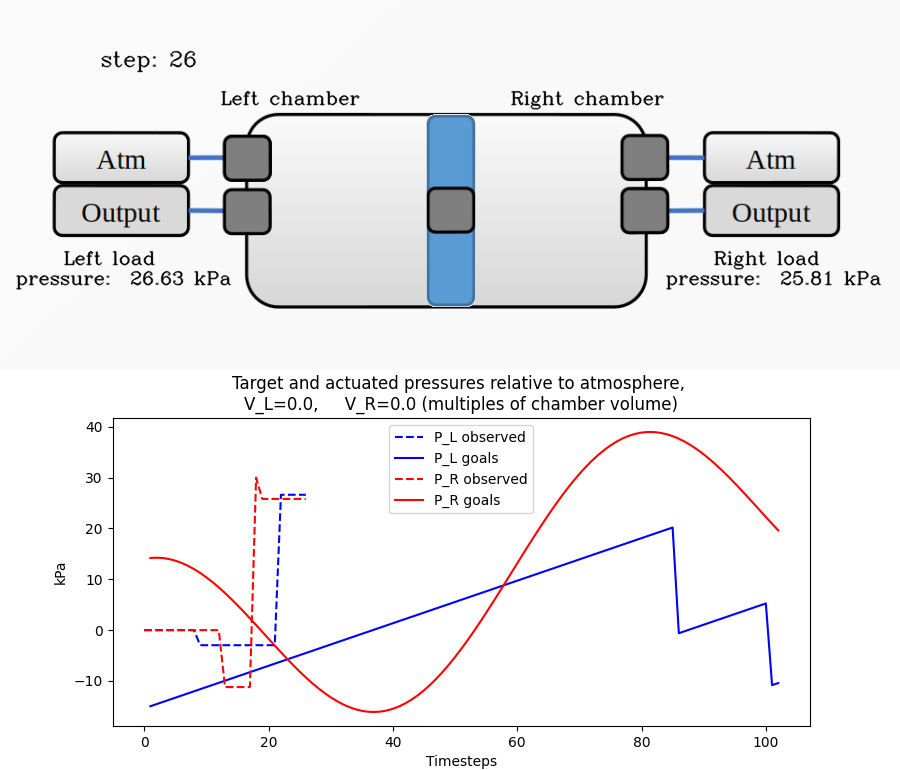 step: 26
Left chamber
Right chamber
Atm
Atm
Output
Output
Left load
pressure: 26.63 kPa
Right load
pressure: 25.81 kPa
Target and actuated pressures relative to atmosphere,
V_L=0.0, V_R=0.0 (multiples of chamber volume)
P_L observed
P_L goals
P_R observed
P_R goals
40
30
20
10
0
−10
kPa
0 20 40 60 80 100
Timesteps